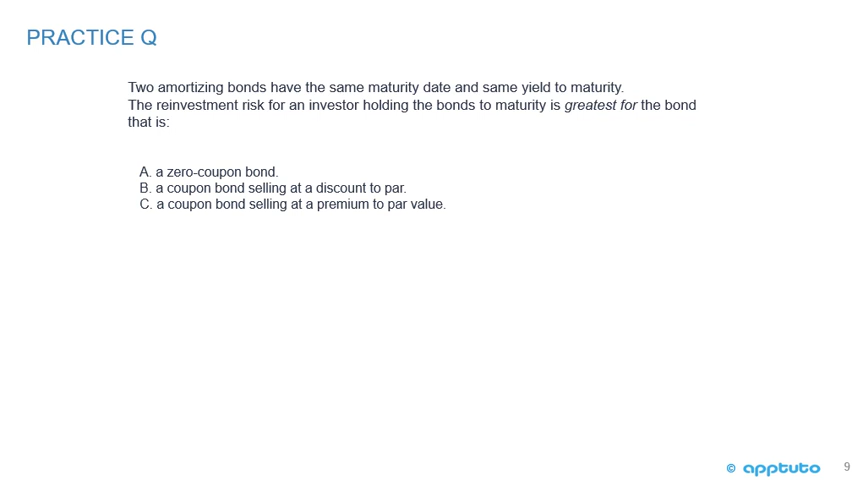 PRACTICE Q
Two amortizing bonds have the same maturity date and same yield to maturity.
The reinvestment risk for an investor holding the bonds to maturity is greatest for the bond
that is:
A. a zero-coupon bond.
B. a coupon bond selling at a discount to par.
C. a coupon bond selling at a premium to par value.
© apptuto 9